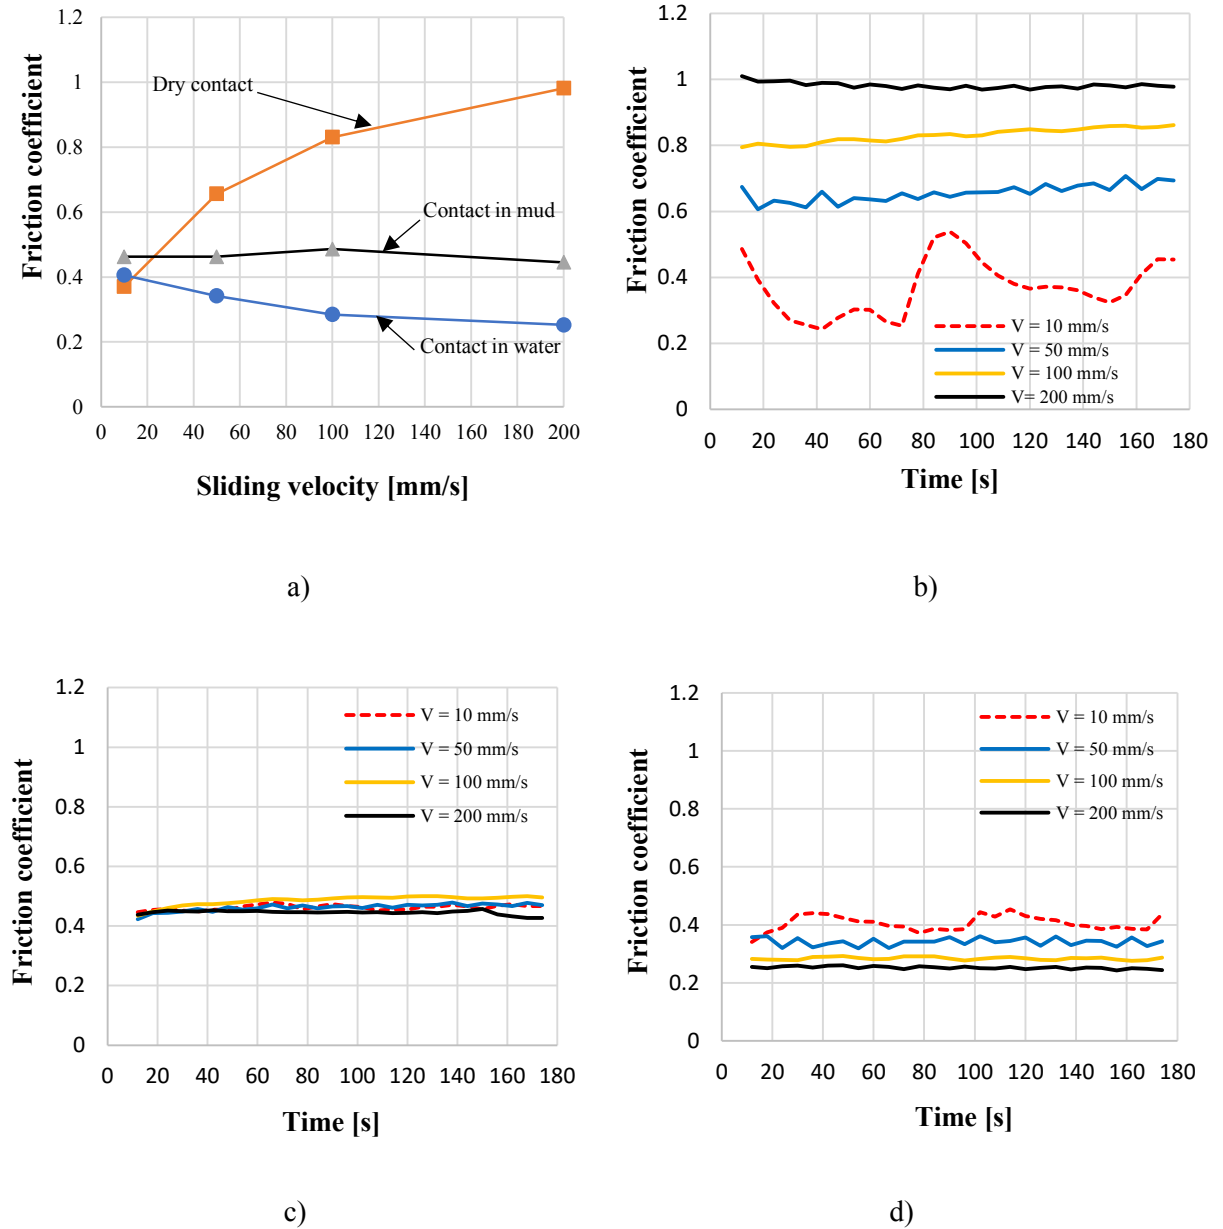 1.2
1
0.8
0.6
0.4
0.2
0
Friction coefficient
Dry contact
Contact in mud
Contact in water
0 20 40 60 80 100 120 140 160 180 200
Sliding velocity [mm/s]
a)
1.2
1
0.8
0.6
0.4
0.2
0
Friction coefficient
V = 10 mm/s
V = 50 mm/s
V = 100 mm/s
V= 200 mm/s
0 20 40 60 80 100 120 140 160 180
Time [s]
b)
1.2
1
0.8
0.6
0.4
0.2
0
Friction coefficient
V = 10 mm/s
V = 50 mm/s
V = 100 mm/s
V = 200 mm/s
0 20 40 60 80 100 120 140 160 180
Time [s]
c)
1.2
1
0.8
0.6
0.4
0.2
0
Friction coefficient
V = 10 mm/s
V = 50 mm/s
V = 100 mm/s
V = 200 mm/s
0 20 40 60 80 100 120 140 160 180
Time [s]
d)